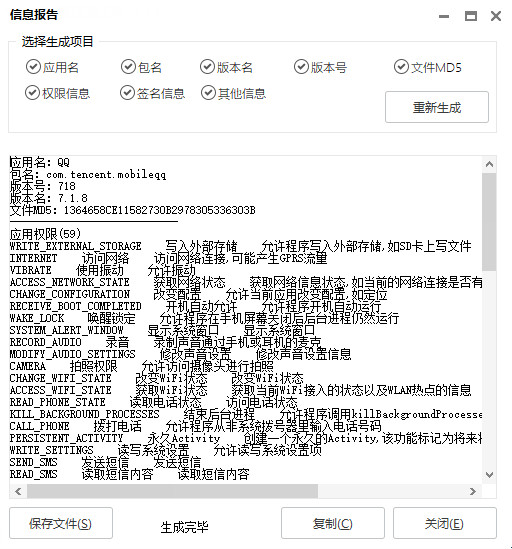 信息报告
选择生成项目
应用名 包名 版本名 版本号 文件MD5
权限信息 签名信息 其他信息
重新生成
应用名: QQ
包名: com.tencent.mobileqq
版本号: 718
版本名: 7.1.8
文件MD5: 1364658CE11582730B2978305336303B
应用权限(59)
WRITE_EXTERNAL_STORAGE 写入外部存储 允许程序写入外部存储,如SD卡上写文件
INTERNET 访问网络 访问网络连接,可能产生GPRS流量
VIBRATE 使用振动 允许振动
ACCESS_NETWORK_STATE 获取网络状态 获取网络信息状态,如当前的网络连接是否有
CHANGE_CONFIGURATION 改变配置 允许当前应用改变配置,如定位
RECEIVE_BOOT_COMPLETED 开机自动允许 允许程序开机自动运行
WAKE_LOCK 唤醒锁定 允许程序在手机屏幕关闭后后台进程仍然运行
SYSTEM_ALERT_WINDOW 显示系统窗口 显示系统窗口
RECORD_AUDIO 录音 录制声音通过手机或耳机的麦克
MODIFY_AUDIO_SETTINGS 修改声音设置 修改声音设置信息
CAMERA 拍照权限 允许访问摄像头进行拍照
CHANGE_WIFI_STATE 改变WiFi状态 改变WiFi状态
ACCESS_WIFI_STATE 获取WiFi状态 获取当前WiFi接入的状态以及WLAN热点的信息
READ_PHONE_STATE 读取电话状态 访问电话状态
KILL_BACKGROUND_PROCESSES 结束后台进程 允许程序调用killBackgroundProcesse
CALL_PHONE 拨打电话 允许程序从非系统拨号器里输入电话号码
PERSISTENT_ACTIVITY 永久Activity 创建一个永久的Activity,该功能标记为将来
WRITE_SETTINGS 读写系统设置 允许读写系统设置项
SEND_SMS 发送短信 发送短信
READ_SMS 读取短信内容 读取短信内容
保存文件(S) 生成完毕 复制(C) 关闭(E)